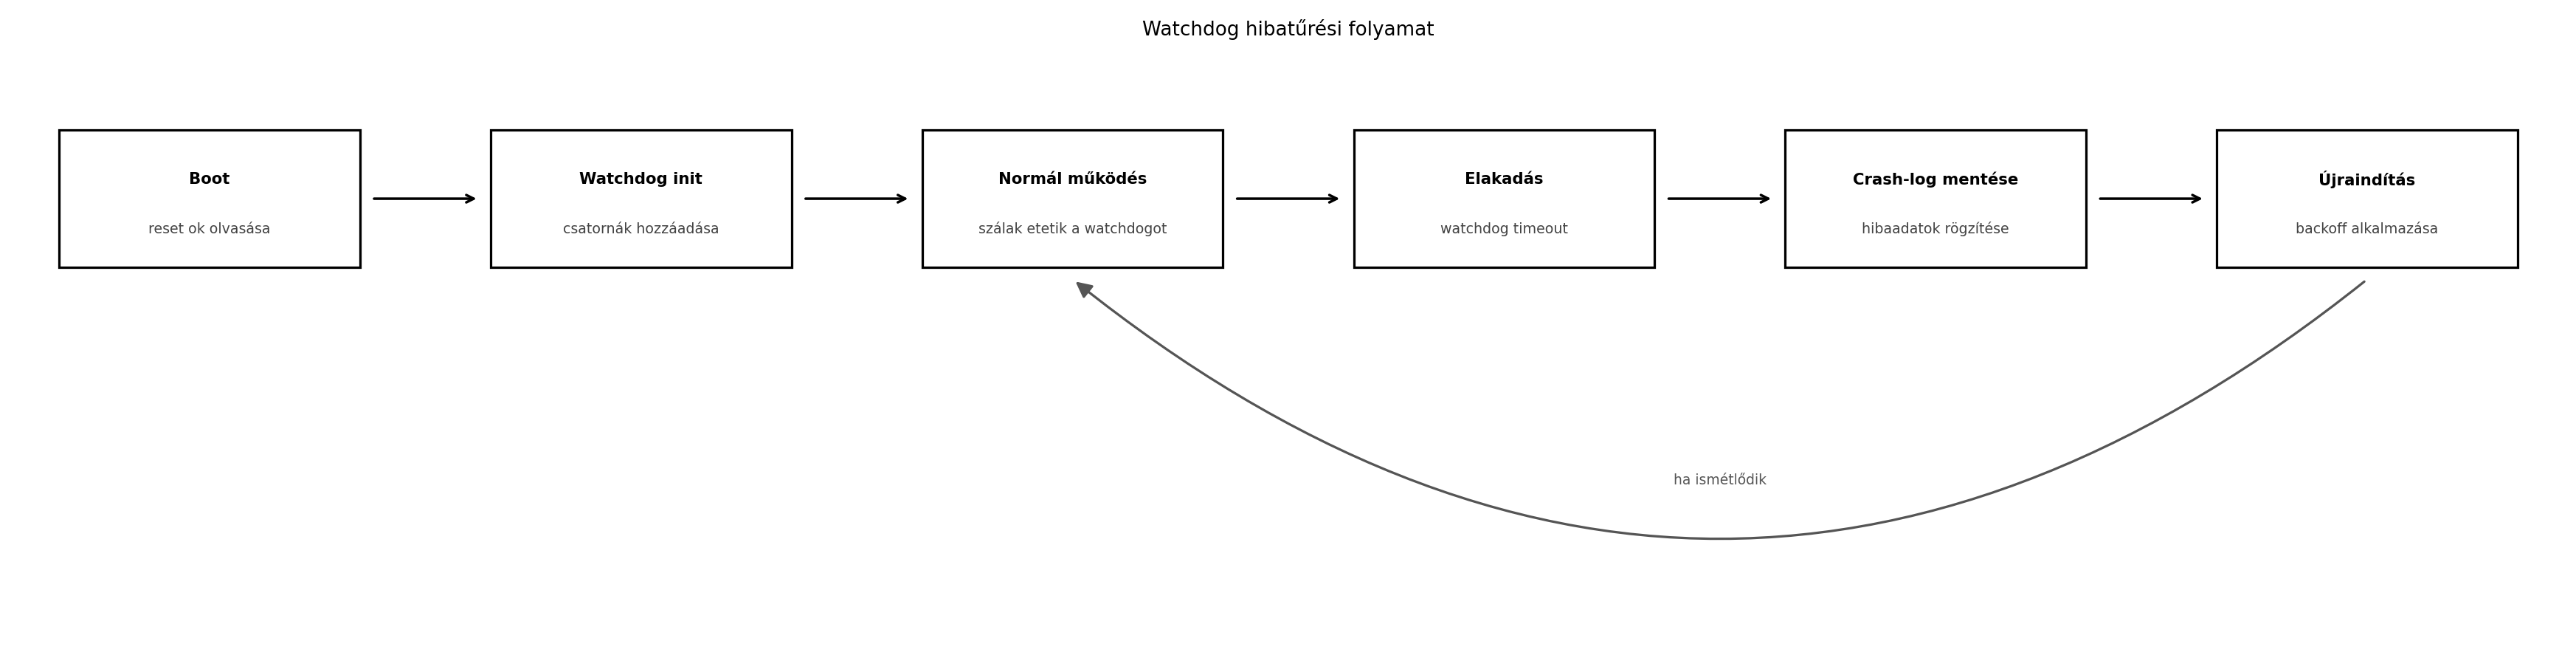 Watchdog hibatűrési folyamat
Boot
reset ok olvasása
Watchdog init
csatornák hozzáadása
Normál működés
szálak etetik a watchdogot
Elakadás
watchdog timeout
Crash-log mentése
hibaadatok rögzítése
Újraindítás
backoff alkalmazása
ha ismétlődik